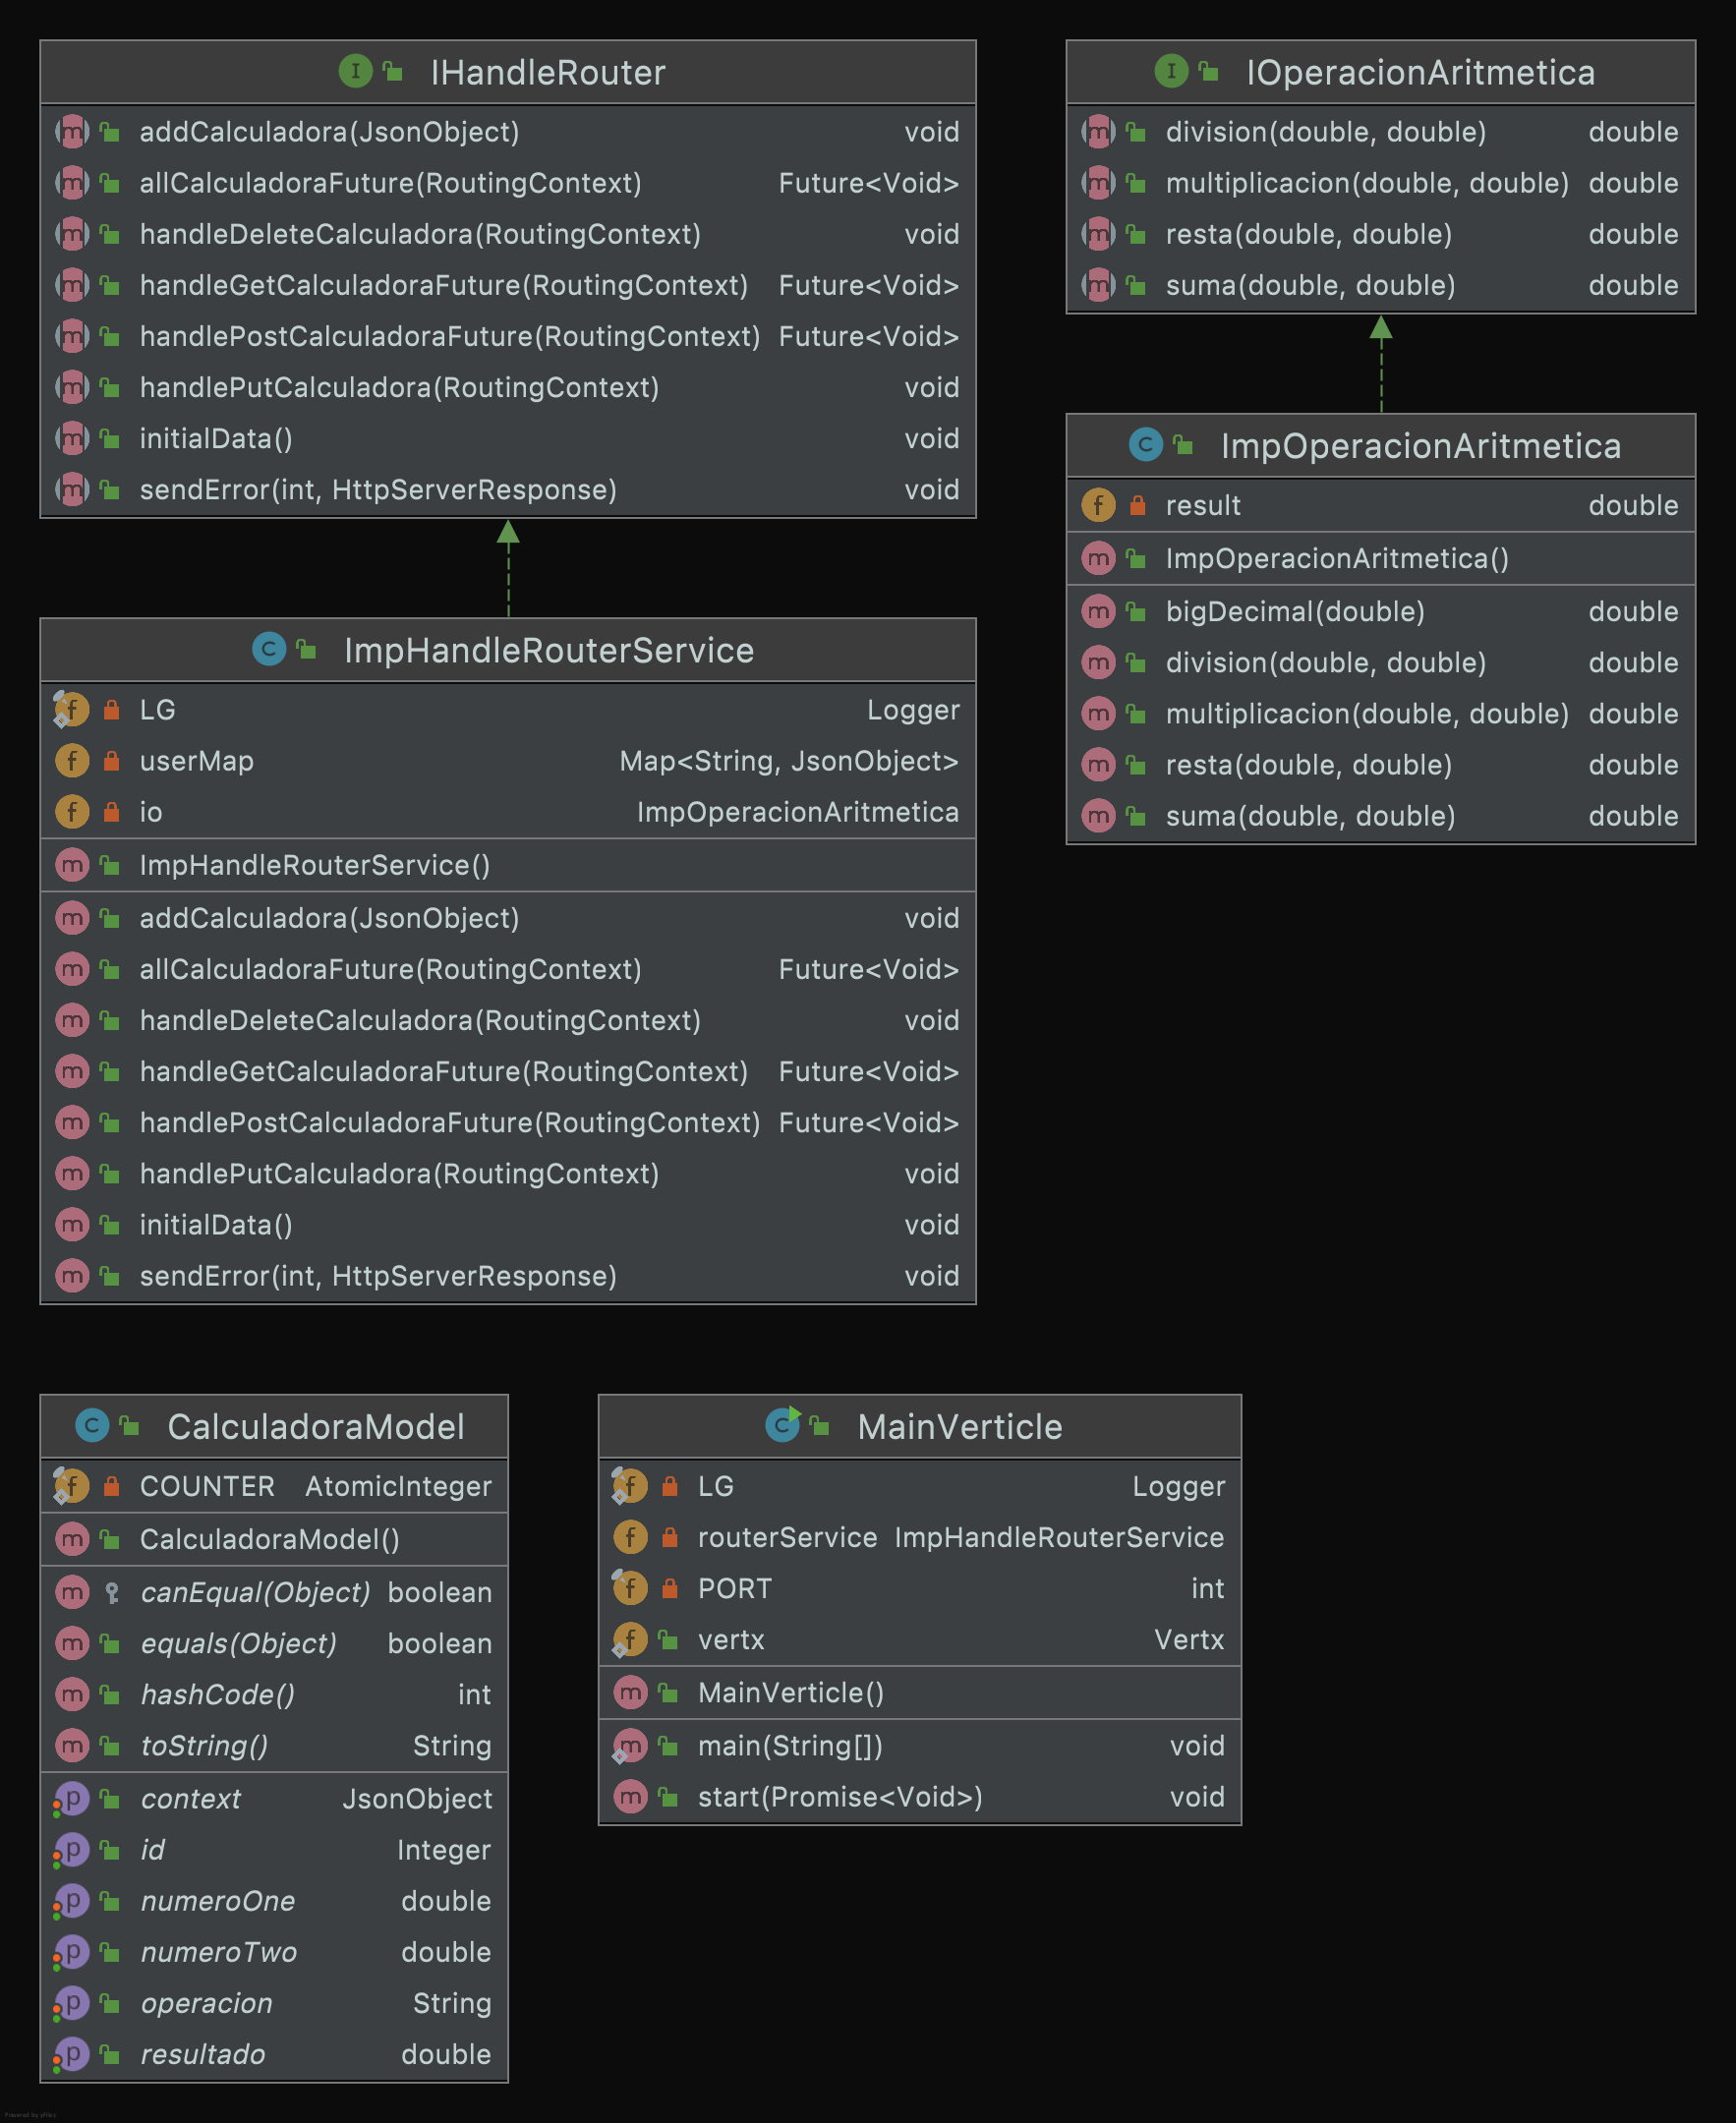 IHandleRouter
addCalculadora(JsonObject) void
allCalculadoraFuture(RoutingContext) Future<Void>
handleDeleteCalculadora(RoutingContext) void
handleGetCalculadoraFuture(RoutingContext) Future<Void>
handlePostCalculadoraFuture(RoutingContext) Future<Void>
handlePutCalculadora(RoutingContext) void
initialData() void
sendError(int, HttpServerResponse) void
IOperacionAritmetica
division(double, double) double
multiplicacion(double, double) double
resta(double, double) double
suma(double, double) double
ImpOperacionAritmetica
result double
ImpOperacionAritmetica()
bigDecimal(double) double
division(double, double) double
multiplicacion(double, double) double
resta(double, double) double
suma(double, double) double
ImpHandleRouterService
LG Logger
userMap Map<String, JsonObject>
io ImpOperacionAritmetica
ImpHandleRouterService()
addCalculadora(JsonObject) void
allCalculadoraFuture(RoutingContext) Future<Void>
handleDeleteCalculadora(RoutingContext) void
handleGetCalculadoraFuture(RoutingContext) Future<Void>
handlePostCalculadoraFuture(RoutingContext) Future<Void>
handlePutCalculadora(RoutingContext) void
initialData() void
sendError(int, HttpServerResponse) void
CalculadoraModel
COUNTER AtomicInteger
CalculadoraModel()
canEqual(Object) boolean
equals(Object) boolean
hashCode() int
toString() String
context JsonObject
id Integer
numeroOne double
numeroTwo double
operacion String
resultado double
MainVerticle
LG Logger
routerService ImpHandleRouterService
PORT int
vertx Vertx
MainVerticle()
main(String[]) void
start(Promise<Void>) void
Powered by yFiles